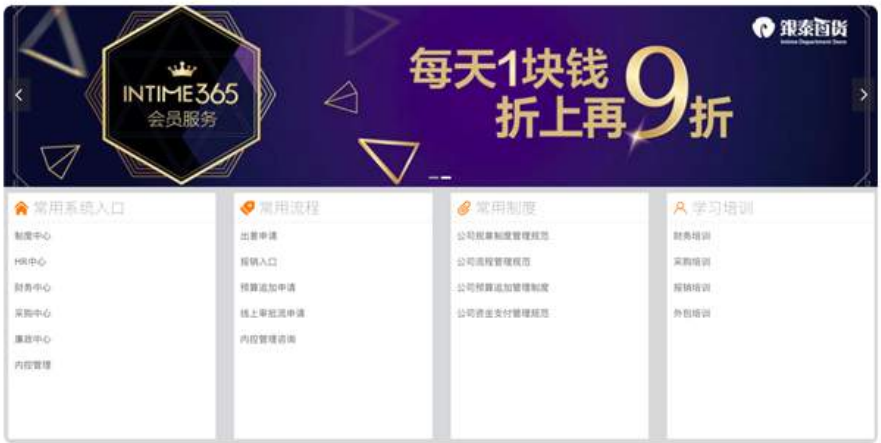 銀泰百货
Intime Department Store
INTIME365
会员服务
每天1块钱
折上再9折
常用系统入口
制度中心
HR中心
财务中心
采购中心
廉政中心
内控管理
常用流程
出差申请
报销入口
预算追加申请
线上审批流申请
内控管理咨询
常用制度
公司规章制度管理规范
公司流程管理规范
公司预算追加管理制度
公司资金支付管理规范
学习培训
财务培训
采购培训
报销培训
外包培训